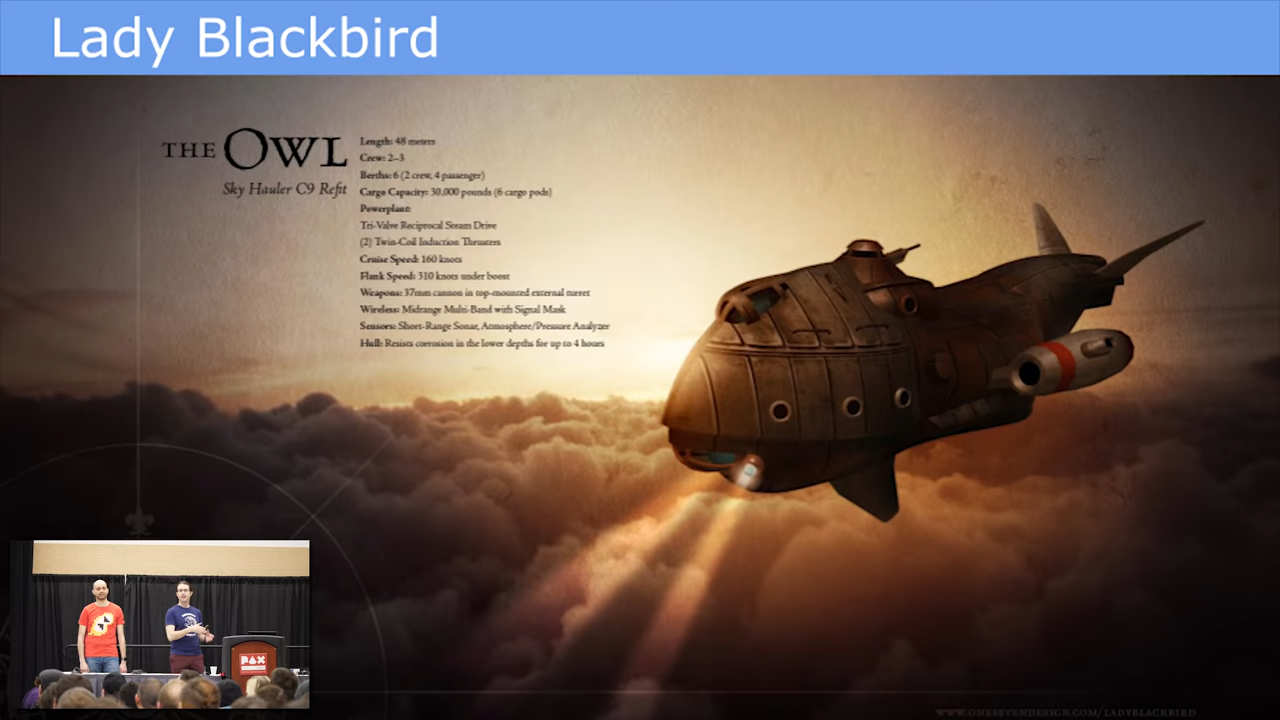 Lady Blackbird
THE OWL
Sky Hauler C9 Refit
Length: 48 meters
Crew: 2–3
Berths: 6 (2 crew, 4 passenger)
Cargo Capacity: 30,000 pounds (6 cargo pods)
Powerplant:
Tri-Valve Reciprocal Steam Drive
(2) Twin-Coil Induction Thrusters
Cruise Speed: 160 knots
Flank Speed: 310 knots under boost
Weapons: 37mm cannon in top-mounted external turret
Wireless: Midrange Multi-Band with Signal Mask
Sensors: Short-Range Sonar, Atmosphere/Pressure Analyzer
Hull: Resists corrosion in the lower depths for up to 4 hours
PAX
WWW.ONESEVENDESIGN.COM/LADYBLACKBIRD